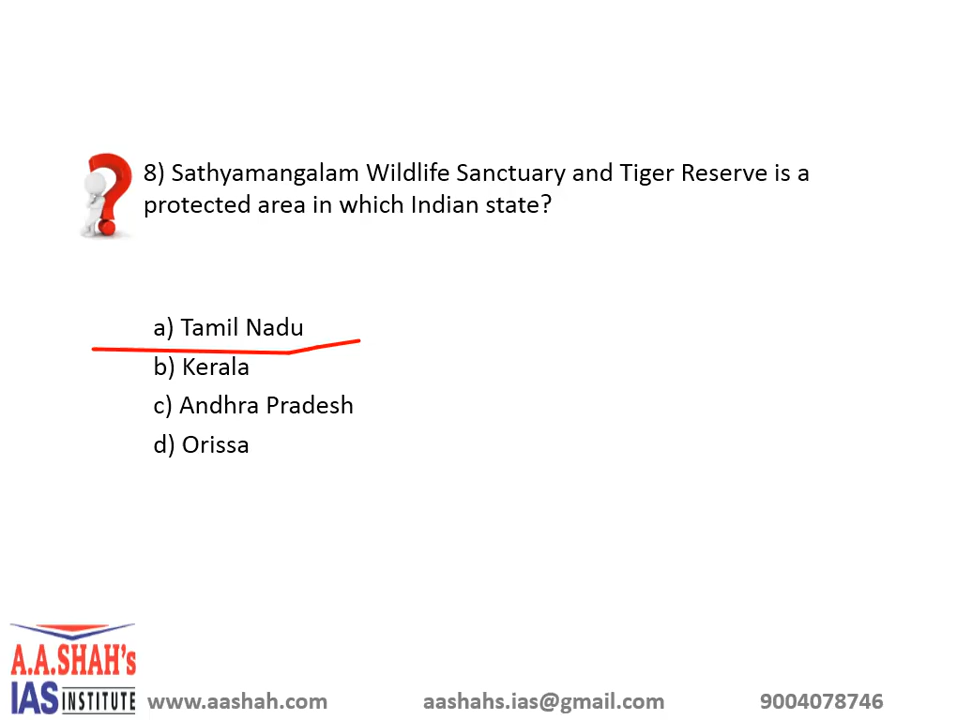 8) Sathyamangalam Wildlife Sanctuary and Tiger Reserve is a
protected area in which Indian state?
a) Tamil Nadu
b) Kerala
c) Andhra Pradesh
d) Orissa
A.A.SHAH's
IAS INSTITUTE
www.aashah.com aashahs.ias@gmail.com 9004078746